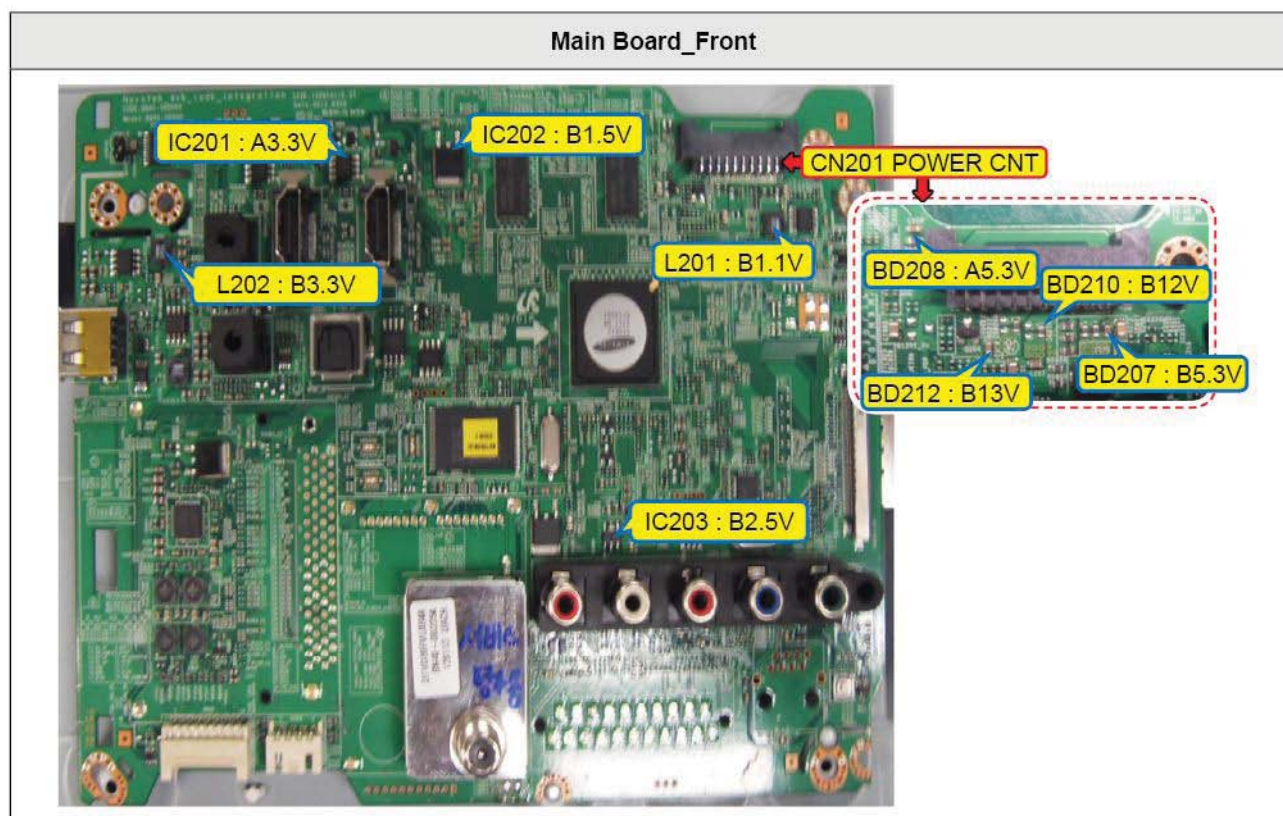 Main Board_Front
IC201 : A3.3V
IC202 : B1.5V
CN201 POWER CNT
L202 : B3.3V
L201 : B1.1V
BD208 : A5.3V
BD210 : B12V
BD212 : B13V
BD207 : B5.3V
IC203 : B2.5V